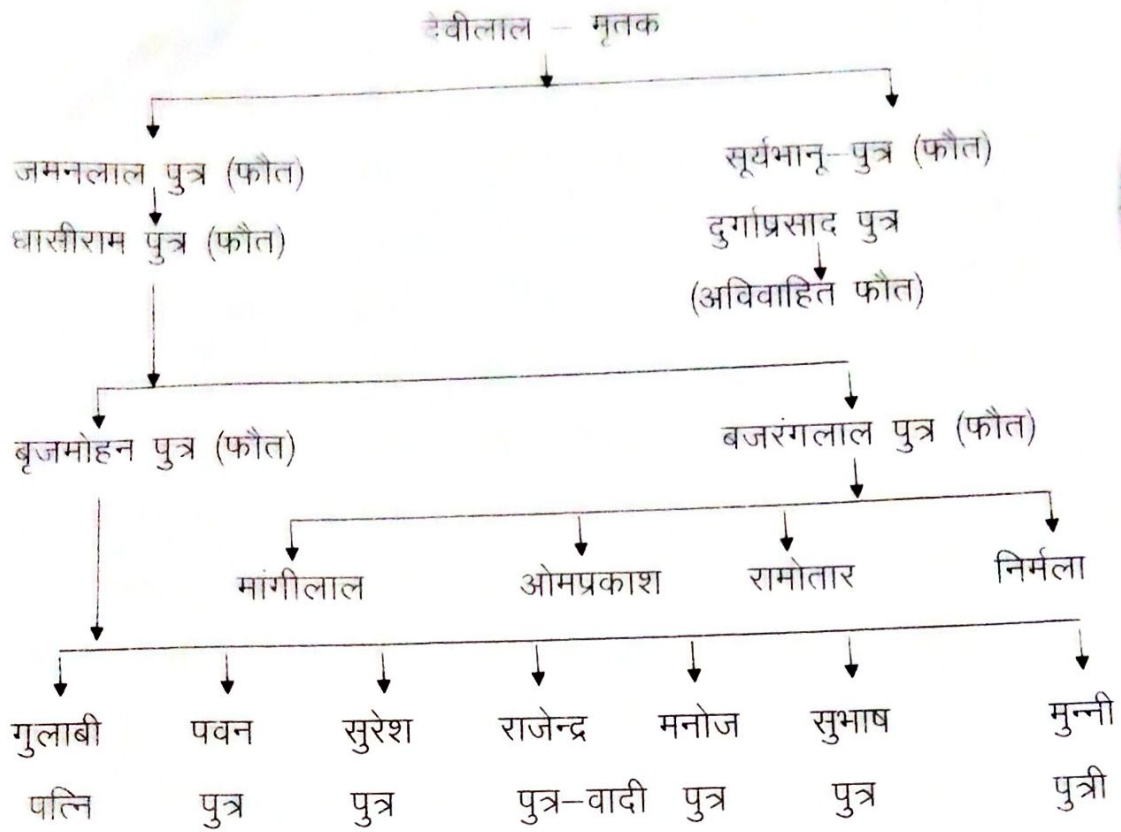 देवीलाल – मृतक
जमनलाल पुत्र (फौत)
सूर्यभानू–पुत्र (फौत)
घासीराम पुत्र (फौत)
दुर्गाप्रसाद पुत्र
(अविवाहित फौत)
बृजमोहन पुत्र (फौत)
बजरंगलाल पुत्र (फौत)
मांगीलाल ओमप्रकाश रामोतार निर्मला
गुलाबी पवन सुरेश राजेन्द्र मनोज सुभाष मुन्नी
पत्नि पुत्र पुत्र पुत्र–वादी पुत्र पुत्र पुत्री